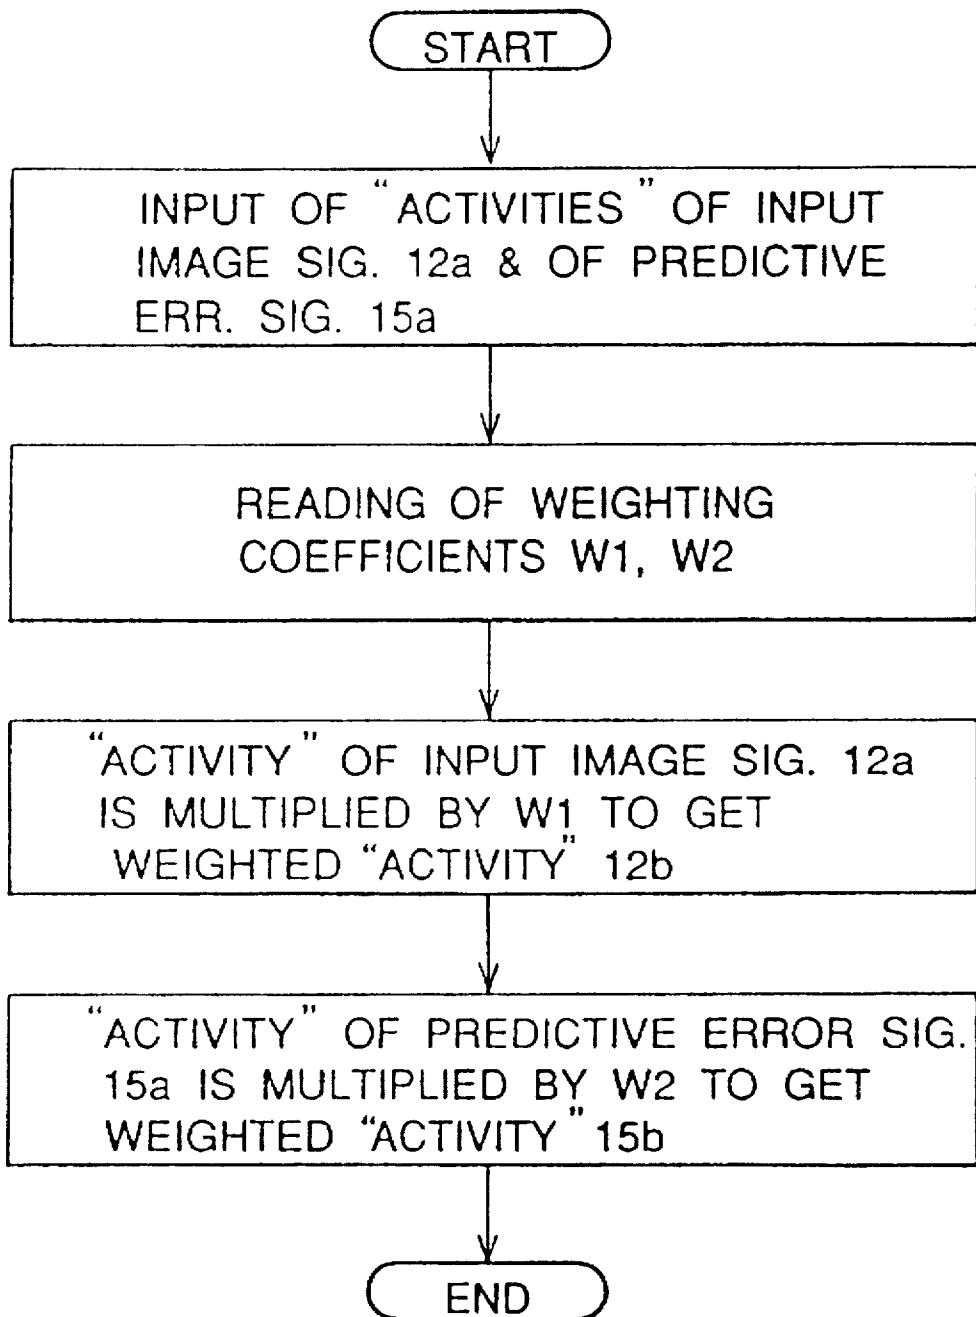 START
INPUT OF "ACTIVITIES" OF INPUT
IMAGE SIG. 12a & OF PREDICTIVE
ERR. SIG. 15a
READING OF WEIGHTING
COEFFICIENTS W1, W2
"ACTIVITY" OF INPUT IMAGE SIG. 12a
IS MULTIPLIED BY W1 TO GET
WEIGHTED "ACTIVITY" 12b
"ACTIVITY" OF PREDICTIVE ERROR SIG.
15a IS MULTIPLIED BY W2 TO GET
WEIGHTED "ACTIVITY" 15b
END